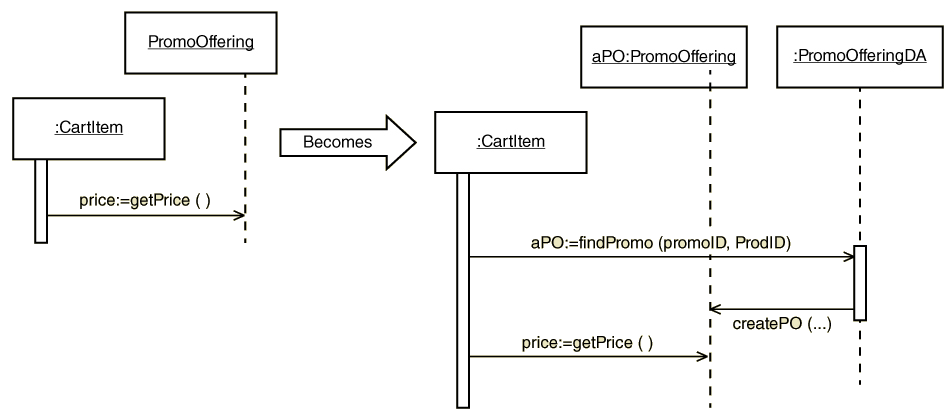 PromoOffering
:CartItem
price:=getPrice ( )
Becomes
aPO:PromoOffering
:PromoOfferingDA
:CartItem
aPO:=findPromo (promoID, ProdID)
createPO (...)
price:=getPrice ( )